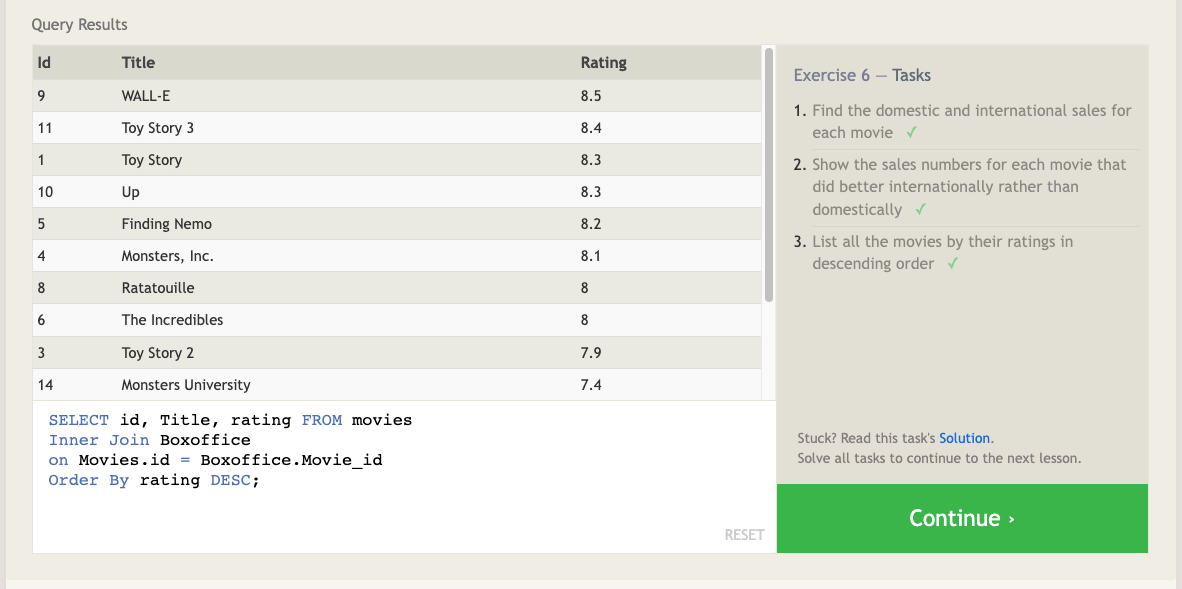 Query Results
Id Title Rating
9 WALL-E 8.5
11 Toy Story 3 8.4
1 Toy Story 8.3
10 Up 8.3
5 Finding Nemo 8.2
4 Monsters, Inc. 8.1
8 Ratatouille 8
6 The Incredibles 8
3 Toy Story 2 7.9
14 Monsters University 7.4
SELECT id, Title, rating FROM movies
Inner Join Boxoffice
on Movies.id = Boxoffice.Movie_id
Order By rating DESC;
RESET
Exercise 6 — Tasks
1. Find the domestic and international sales for
each movie ✓
2. Show the sales numbers for each movie that
did better internationally rather than
domestically ✓
3. List all the movies by their ratings in
descending order ✓
Stuck? Read this task's Solution.
Solve all tasks to continue to the next lesson.
Continue ›